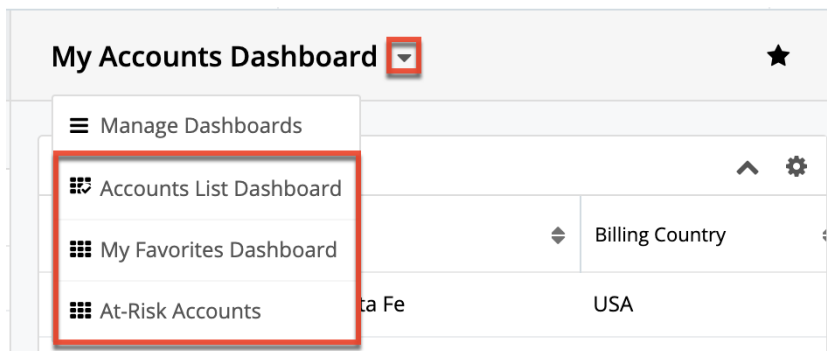 My Accounts Dashboard
Manage Dashboards
Accounts List Dashboard
My Favorites Dashboard
At-Risk Accounts
Billing Country
ta Fe
USA